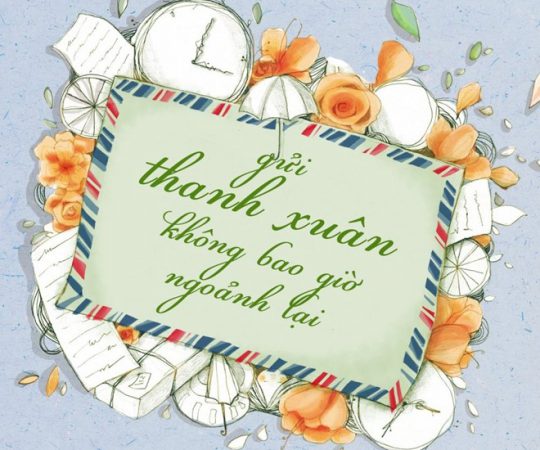 gửi
thanh xuân
không bao giờ
ngoảnh lại